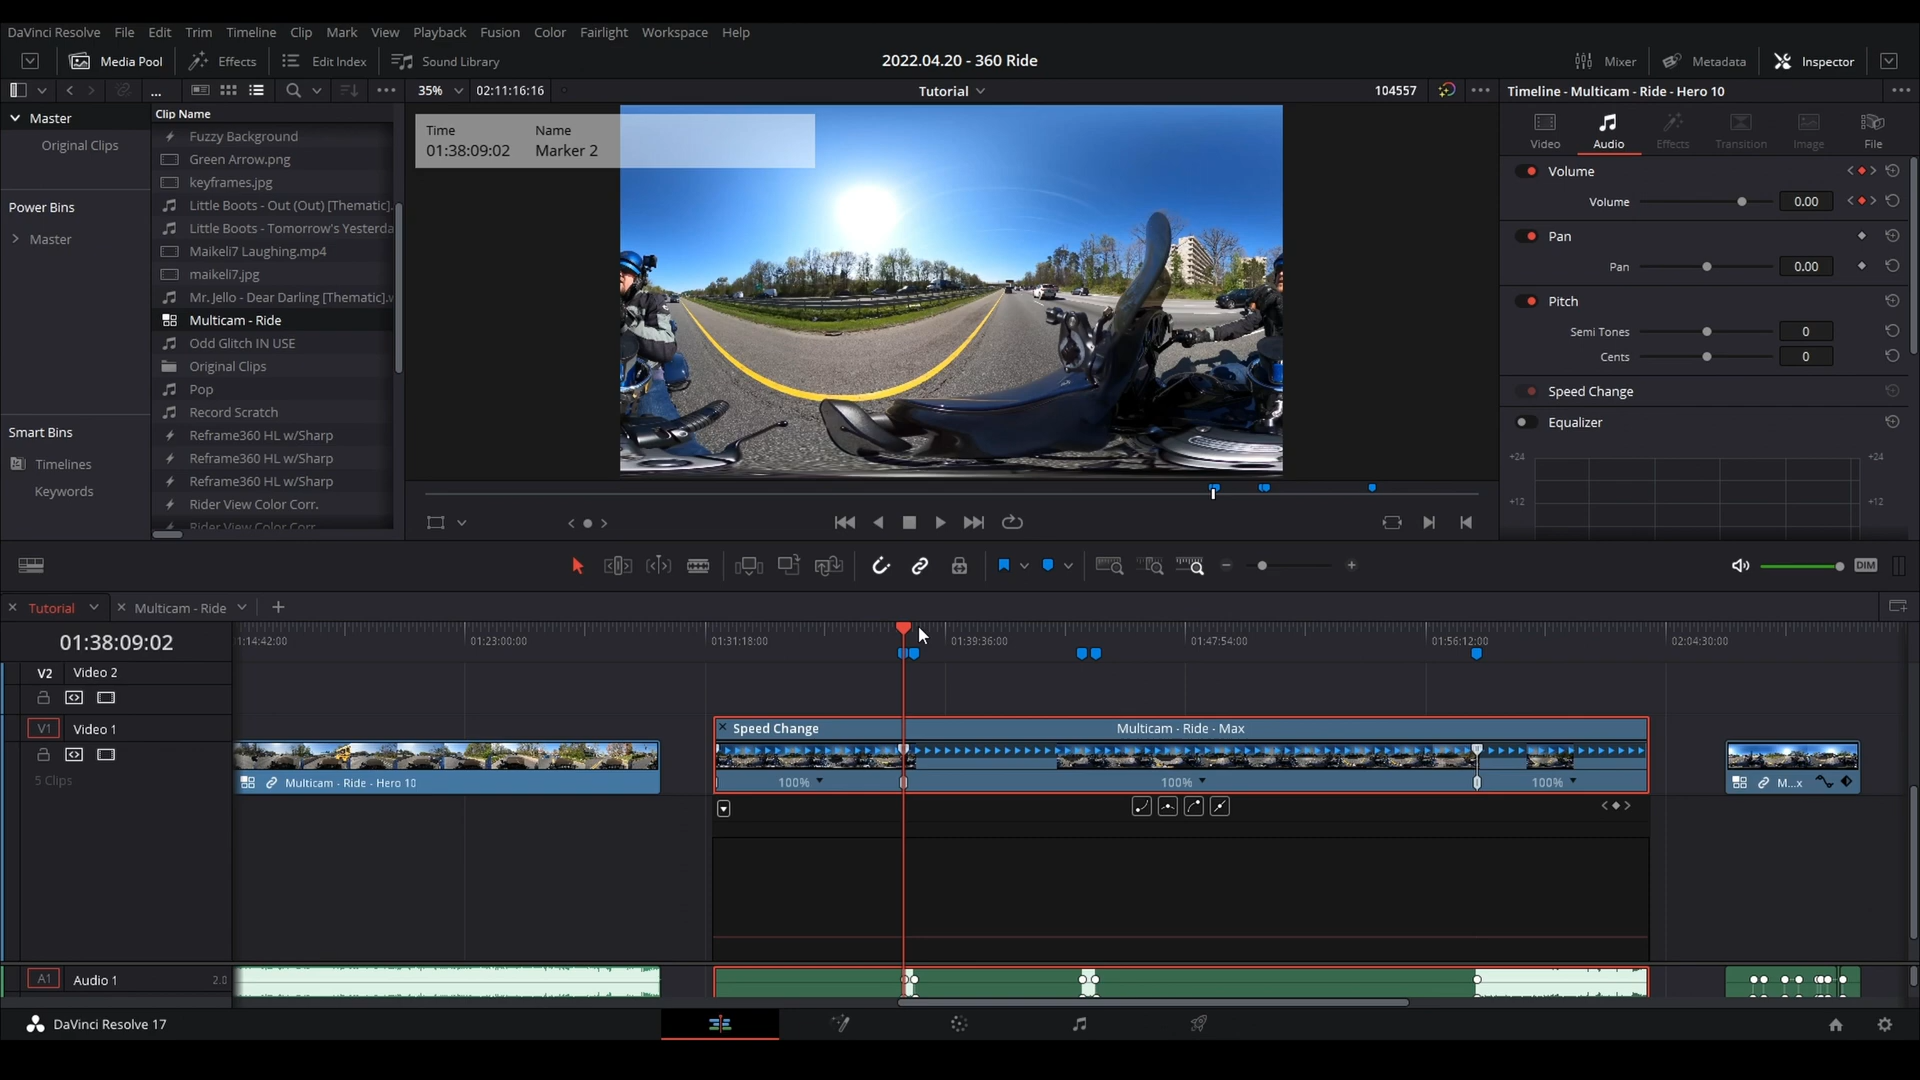 DaVinci Resolve File Edit Trim Timeline Clip Mark View Playback Fusion Color Fairlight Workspace Help
Media Pool Effects Edit Index Sound Library 2022.04.20 - 360 Ride Mixer Metadata Inspector
... 35% 02:11:16:16 Tutorial 104557 Timeline - Multicam - Ride - Hero 10
Master
Original Clips
Power Bins
Master
Smart Bins
Timelines
Keywords
Clip Name
Fuzzy Background
Green Arrow.png
keyframes.jpg
Little Boots - Out (Out) [Thematic].
Little Boots - Tomorrow's Yesterda
Maikeli7 Laughing.mp4
maikeli7.jpg
Mr. Jello - Dear Darling [Thematic].w
Multicam - Ride
Odd Glitch IN USE
Original Clips
Pop
Record Scratch
Reframe360 HL w/Sharp
Reframe360 HL w/Sharp
Reframe360 HL w/Sharp
Rider View Color Corr.
Rider View Color Corr.
Time Name
01:38:09:02 Marker 2
Video Audio Effects Transition Image File
Volume
Volume 0.00
Pan
Pan 0.00
Pitch
Semi Tones 0
Cents 0
Speed Change
Equalizer
+24 +24
+12 +12
DIM
Tutorial Multicam - Ride
01:38:09:02
1:14:42:00 01:23:00:00 01:31:18:00 01:39:36:00 01:47:54:00 01:56:12:00 02:04:30:00
V2 Video 2
V1 Video 1
5 Clips
Speed Change Multicam - Ride - Max
Multicam - Ride - Hero 10 100% 100% 100% M...x
A1 Audio 1 2.0
DaVinci Resolve 17